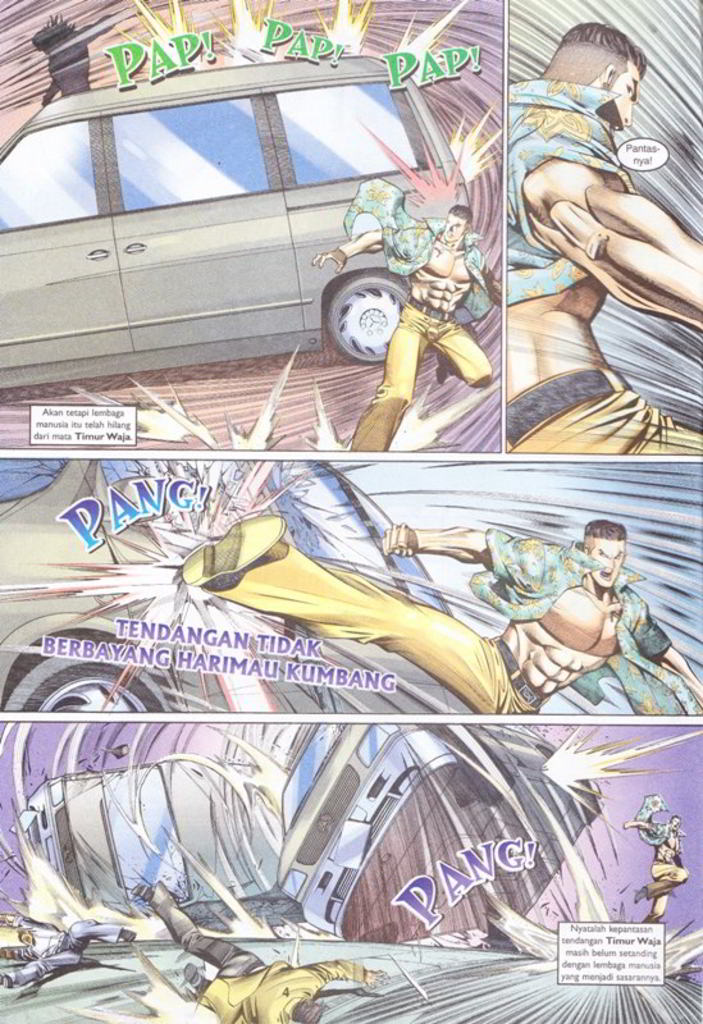 PAP!
PAP!
PAP!
Pantas-
nya!
Akan tetapi lembaga
manusia itu telah hilang
dari mata Timur Waja.
PANG!
TENDANGAN TIDAK
BERBAYANG HARIMAU KUMBANG
PANG!
Nyatalah kepantasan
tendangan Timur Waja
masih belum setanding
dengan lembaga manusia
yang menjadi sasarannya.
4